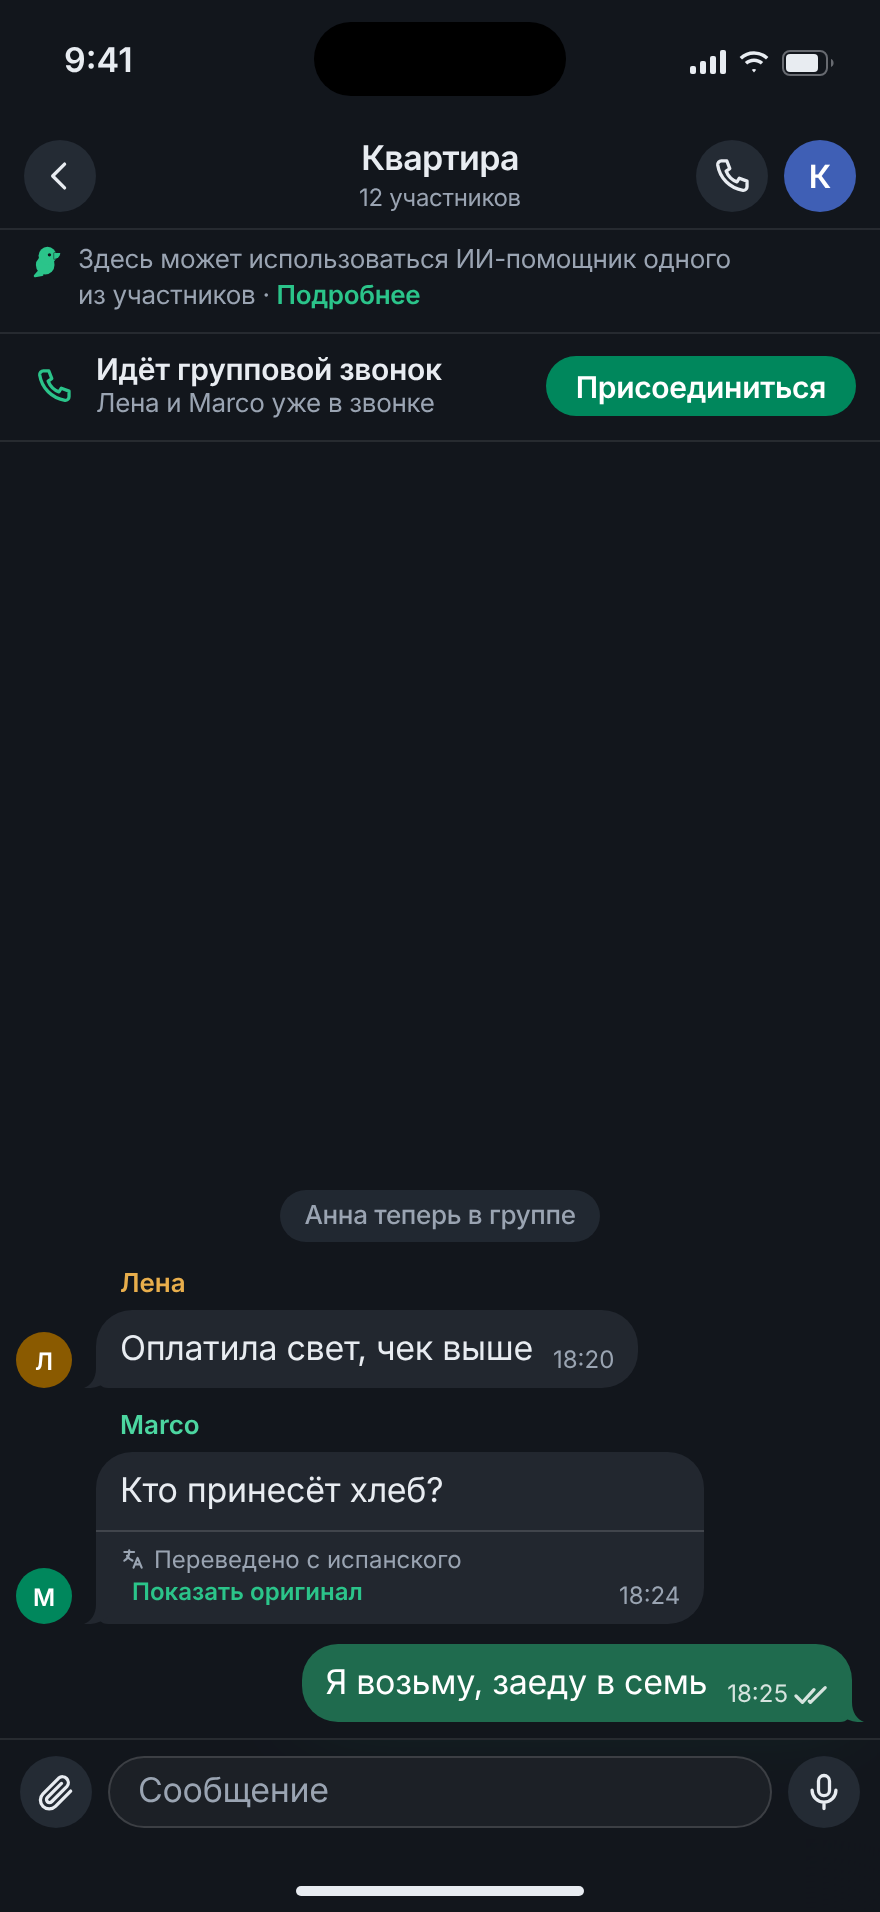 9:41
Квартира
12 участников
К
Здесь может использоваться ИИ-помощник одного
из участников · Подробнее
Идёт групповой звонок
Лена и Marco уже в звонке
Присоединиться
Анна теперь в группе
Лена
Л
Оплатила свет, чек выше 18:20
Marco
Кто принесёт хлеб?
Переведено с испанского
М
Показать оригинал 18:24
Я возьму, заеду в семь 18:25
Сообщение